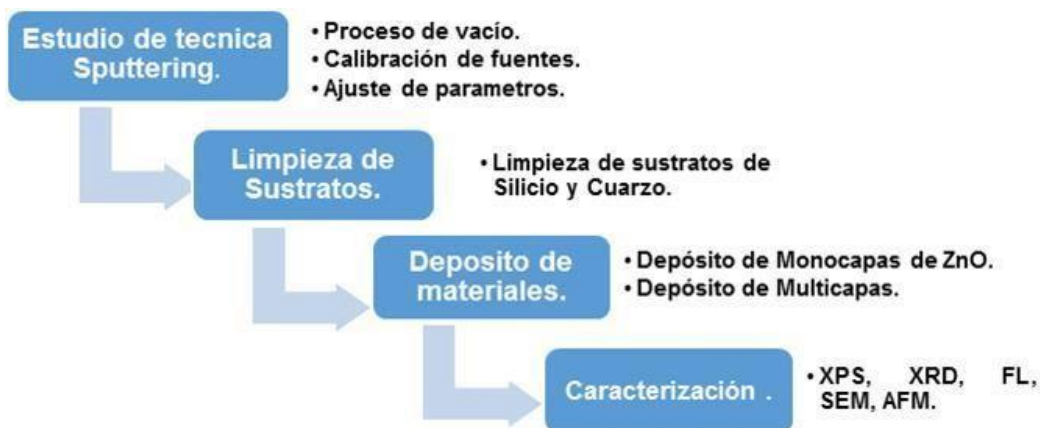 Estudio de tecnica
Sputtering.
• Proceso de vacío.
• Calibración de fuentes.
• Ajuste de parametros.
Limpieza de
Sustratos.
• Limpieza de sustratos de
Silicio y Cuarzo.
Deposito de
materiales.
• Depósito de Monocapas de ZnO.
• Depósito de Multicapas.
Caracterización .
• XPS, XRD, FL,
SEM, AFM.